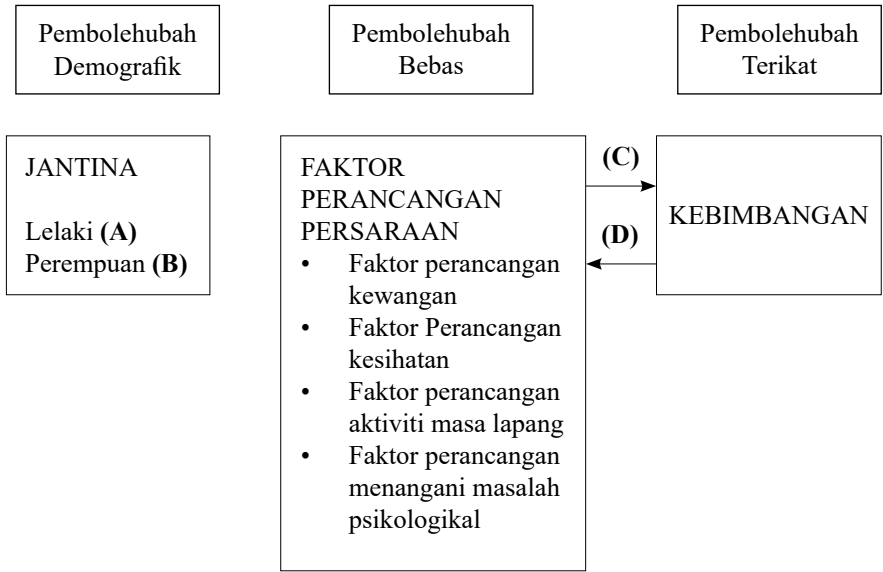 Pembolehubah
Demografik
Pembolehubah
Bebas
Pembolehubah
Terikat
JANTINA
Lelaki (A)
Perempuan (B)
FAKTOR
PERANCANGAN
PERSARAAN
• Faktor perancangan
kewangan
• Faktor Perancangan
kesihatan
• Faktor perancangan
aktiviti masa lapang
• Faktor perancangan
menangani masalah
psikologikal
(C)
(D)
KEBIMBANGAN